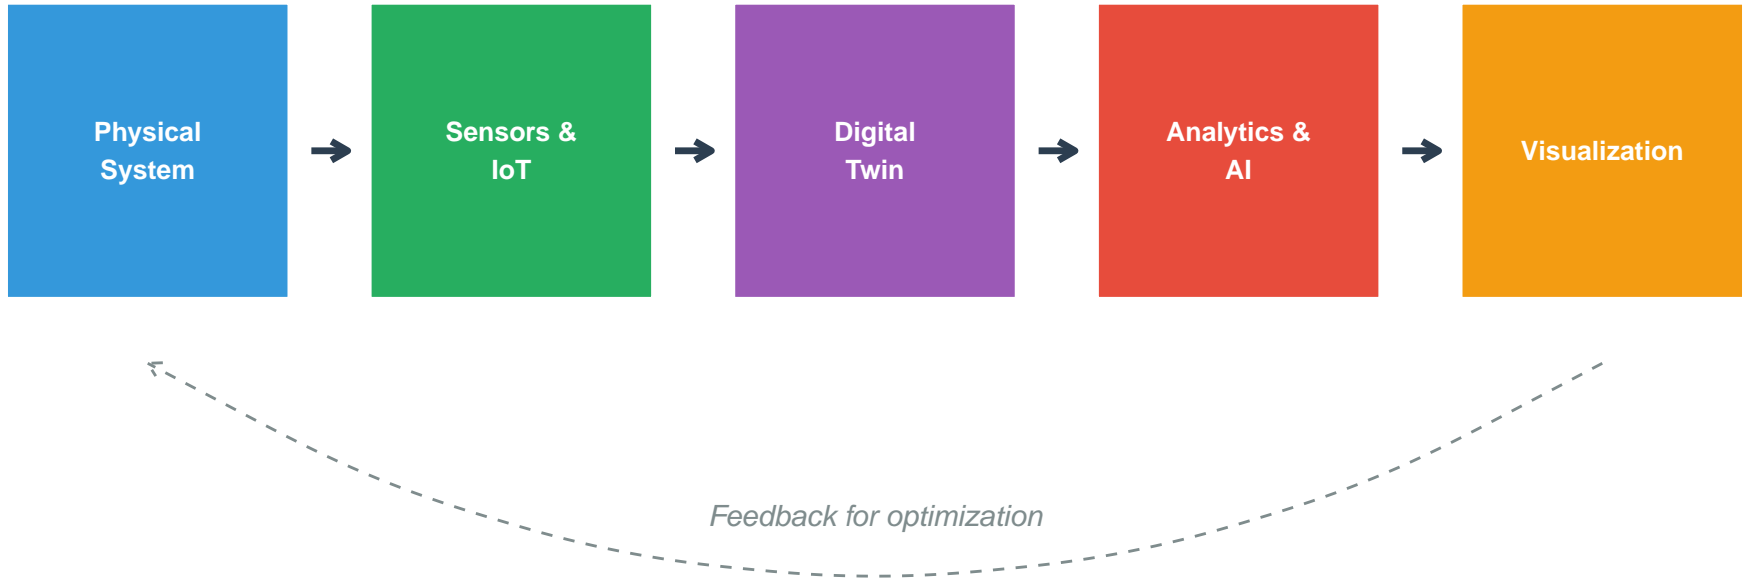 Physical
System
Sensors &
IoT
Digital
Twin
Analytics &
AI
Visualization
Feedback for optimization